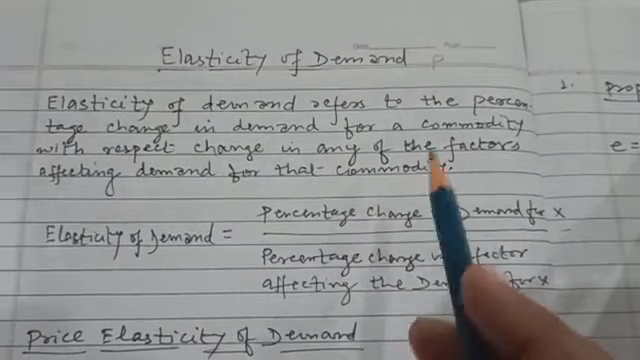 Elasticity of Demand
Elasticity of demand refers to the percen-
tage change in demand for a commodity
with respect change in any of the factors
affecting demand for that commodity.
Elasticity of Demand =
Percentage change Demand for x
Percentage change factor
affecting the for x
Price Elasticity of Demand
1.
e =